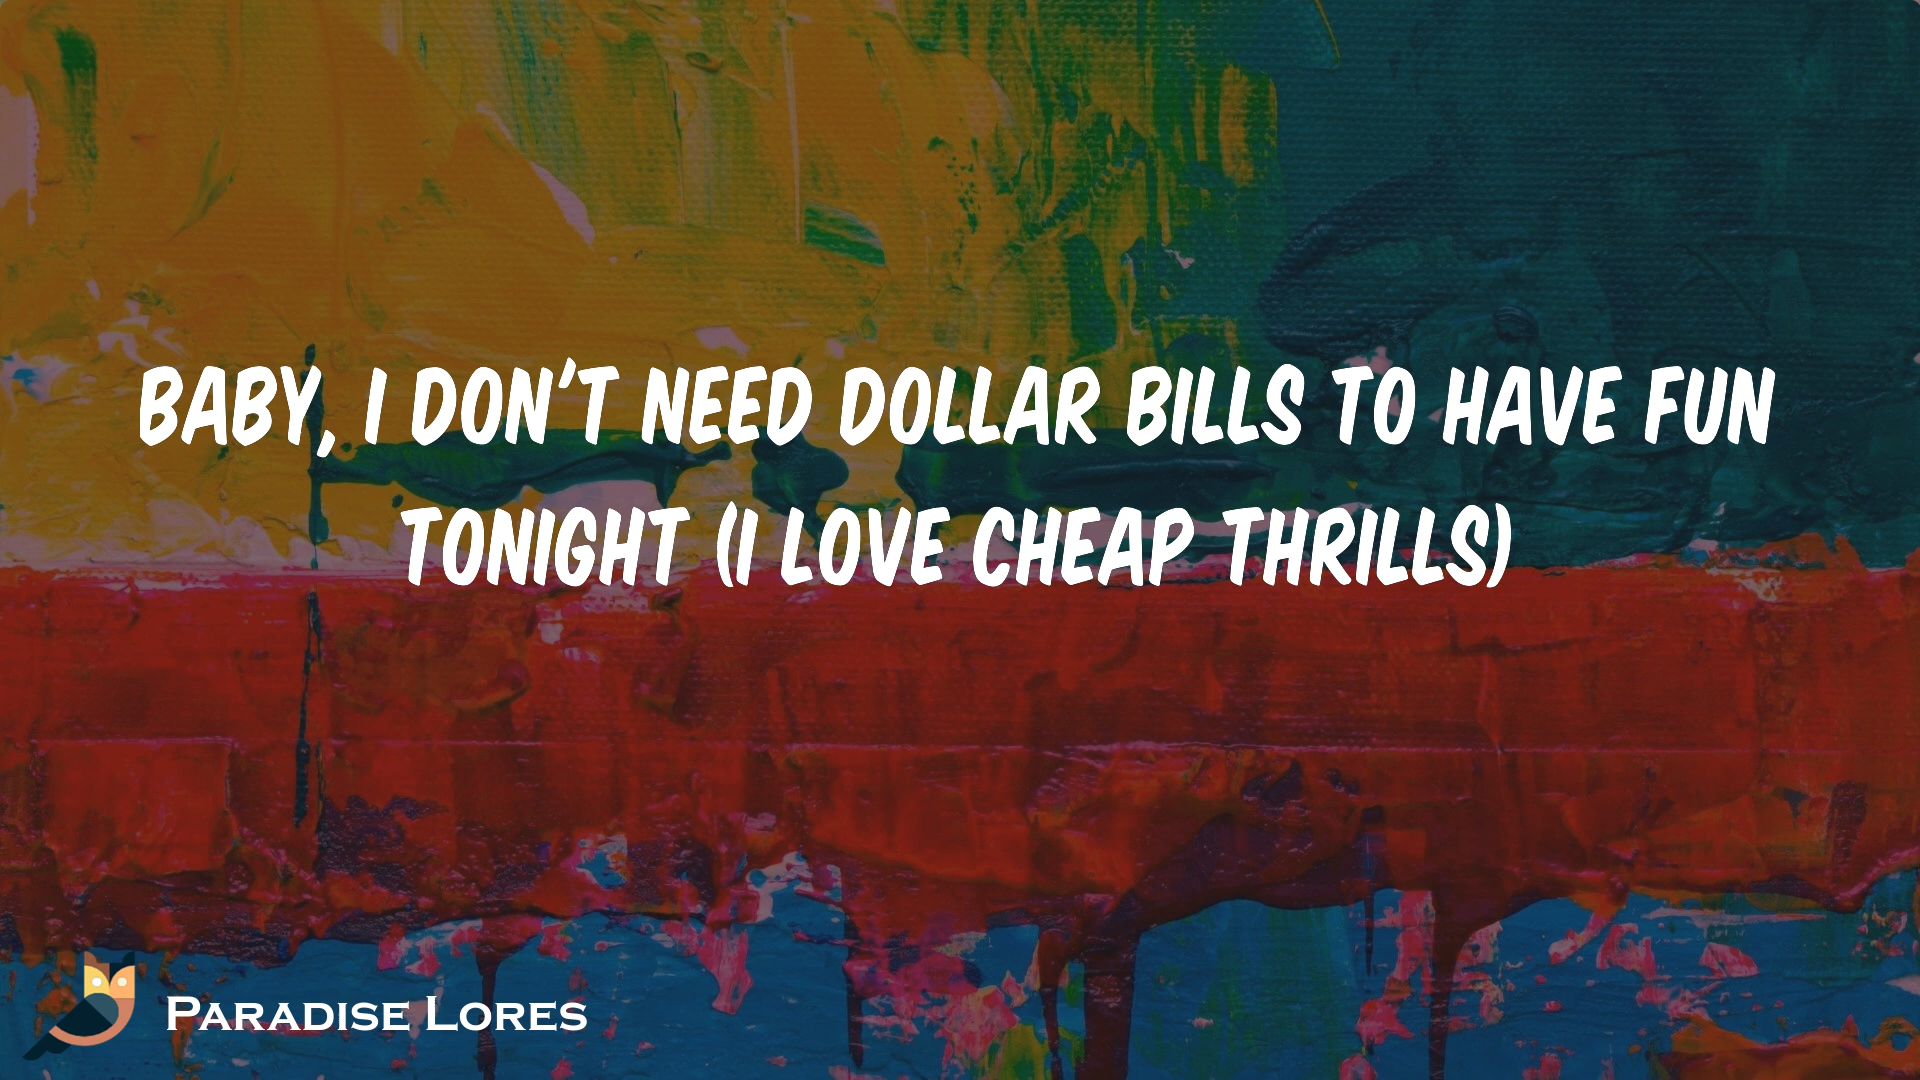 BABY, I DON'T NEED DOLLAR BILLS TO HAVE FUN
TONIGHT (I LOVE CHEAP THRILLS)
PARADISE LORES